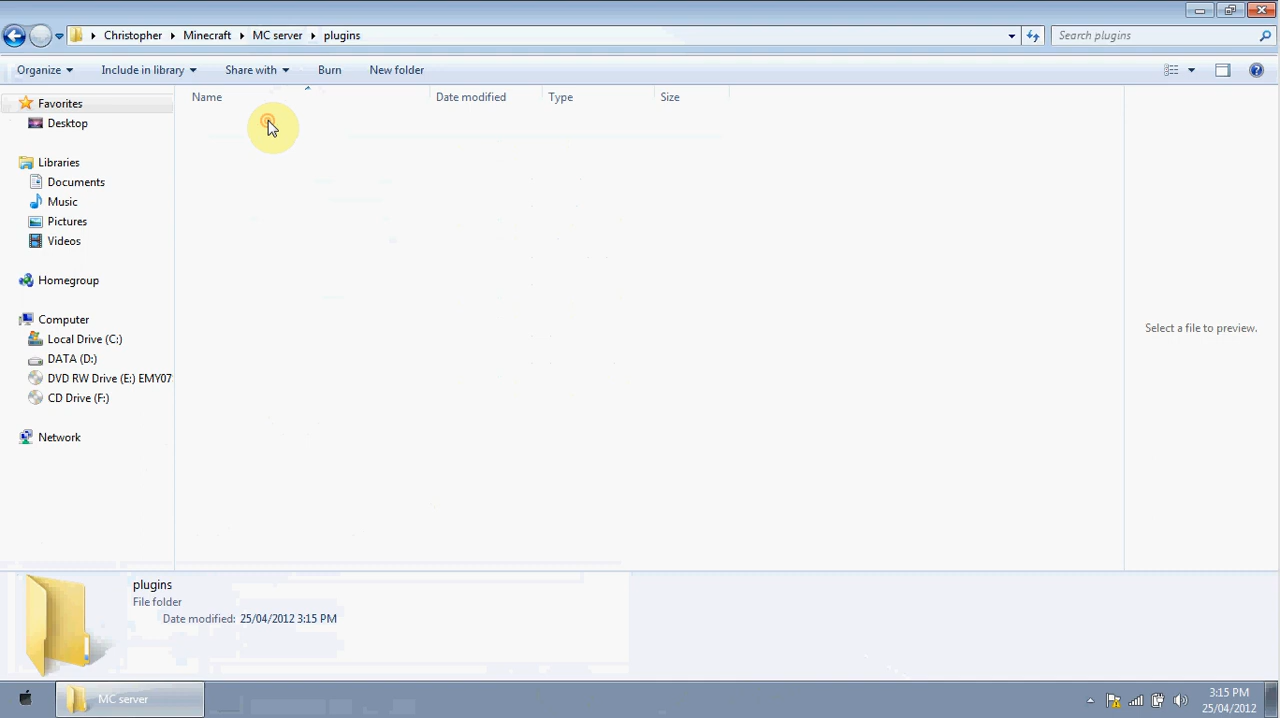 Christopher Minecraft MC server plugins
Search plugins
Organize Include in library Share with Burn New folder
Name Date modified Type Size
Favorites
Desktop
Libraries
Documents
Music
Pictures
Videos
Homegroup
Computer
Local Drive (C:)
DATA (D:)
DVD RW Drive (E:) EMY07
CD Drive (F:)
Network
Select a file to preview.
plugins
File folder
Date modified: 25/04/2012 3:15 PM
MC server
3:15 PM
25/04/2012